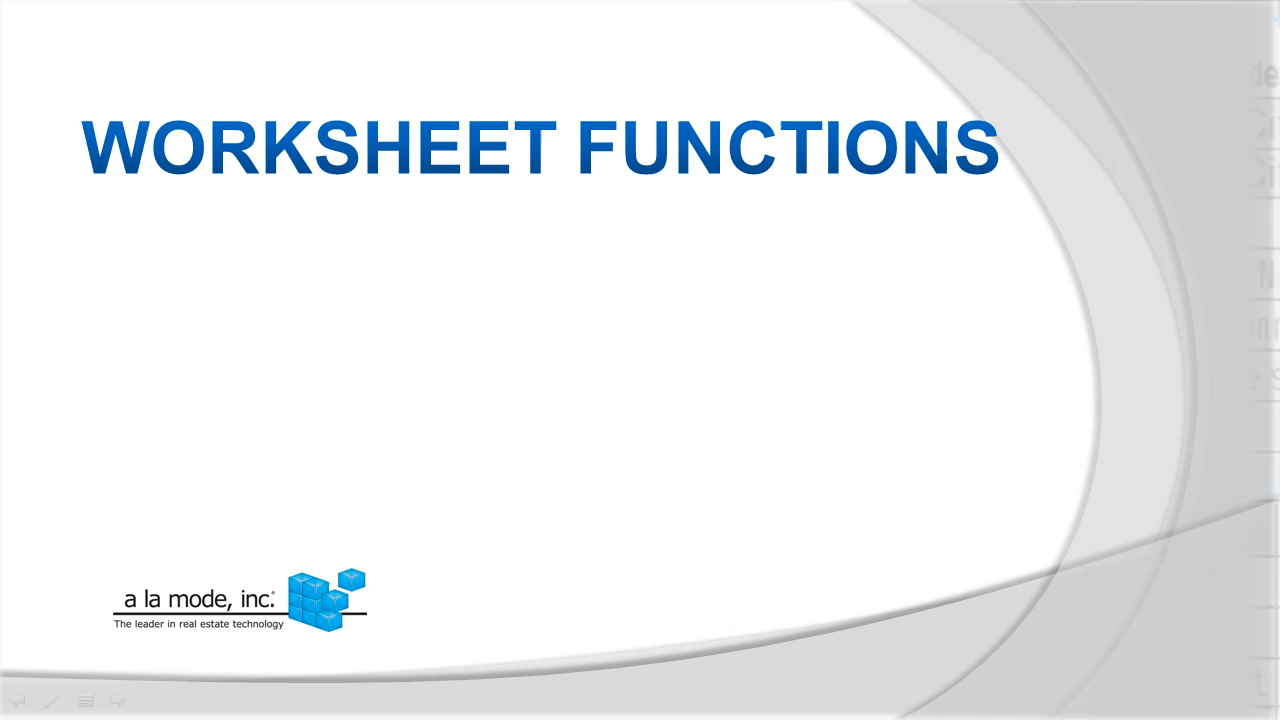 WORKSHEET FUNCTIONS
a la mode, inc.®
The leader in real estate technology